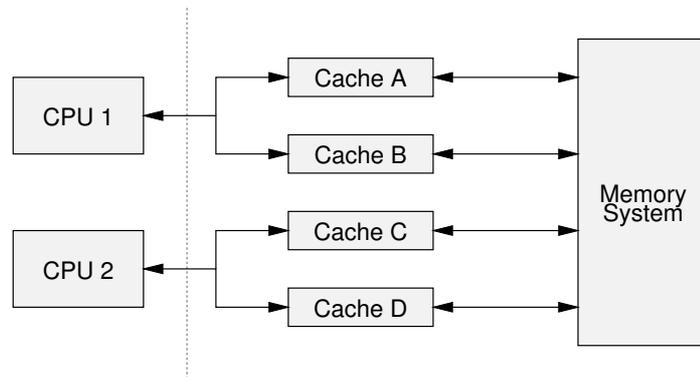 CPU 1
Cache A
Cache B
CPU 2
Cache C
Cache D
Memory
System